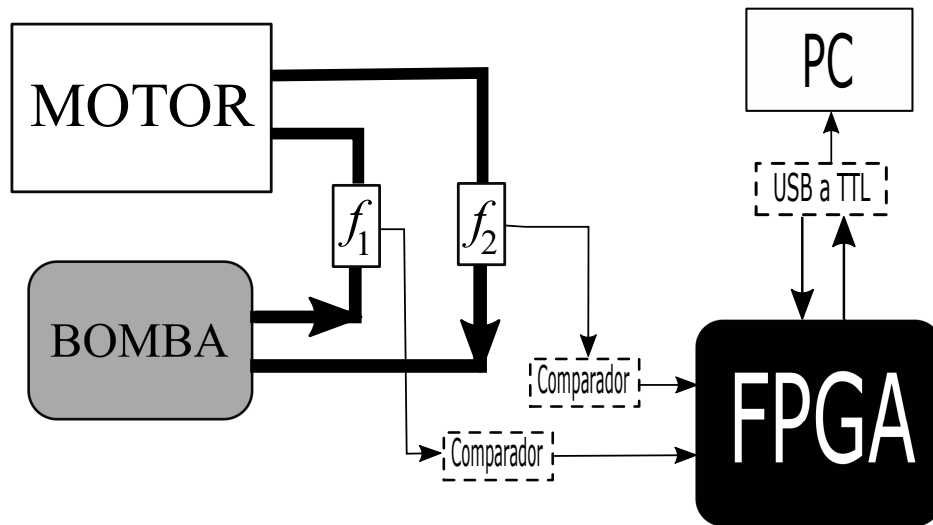 MOTOR
PC
USB a TTL
f1
f2
BOMBA
Comparador
FPGA
Comparador